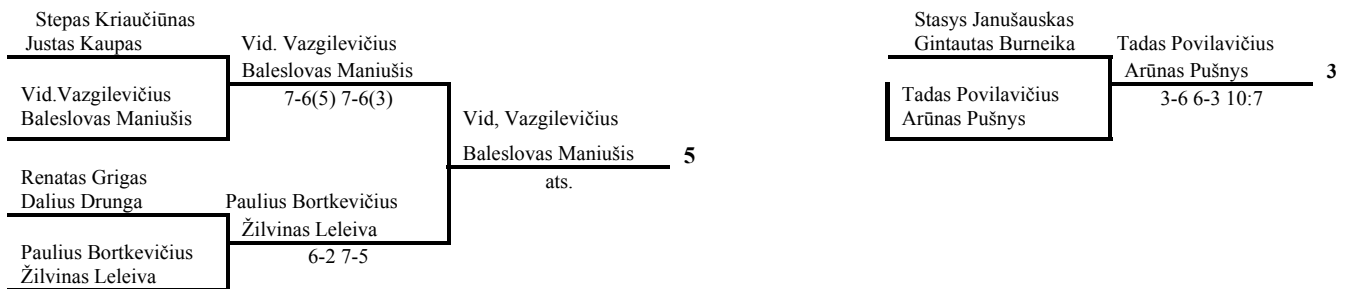 Stepas Kriaučiūnas
Justas Kaupas
Vid. Vazgilevičius
Baleslovas Maniušis
7-6(5) 7-6(3)
Vid.Vazgilevičius
Baleslovas Maniušis
Vid, Vazgilevičius
Baleslovas Maniušis 5
ats.
Renatas Grigas
Dalius Drunga
Paulius Bortkevičius
Žilvinas Leleiva
6-2 7-5
Paulius Bortkevičius
Žilvinas Leleiva
Stasys Janušauskas
Gintautas Burneika
Tadas Povilavičius
Arūnas Pušnys 3
3-6 6-3 10:7
Tadas Povilavičius
Arūnas Pušnys